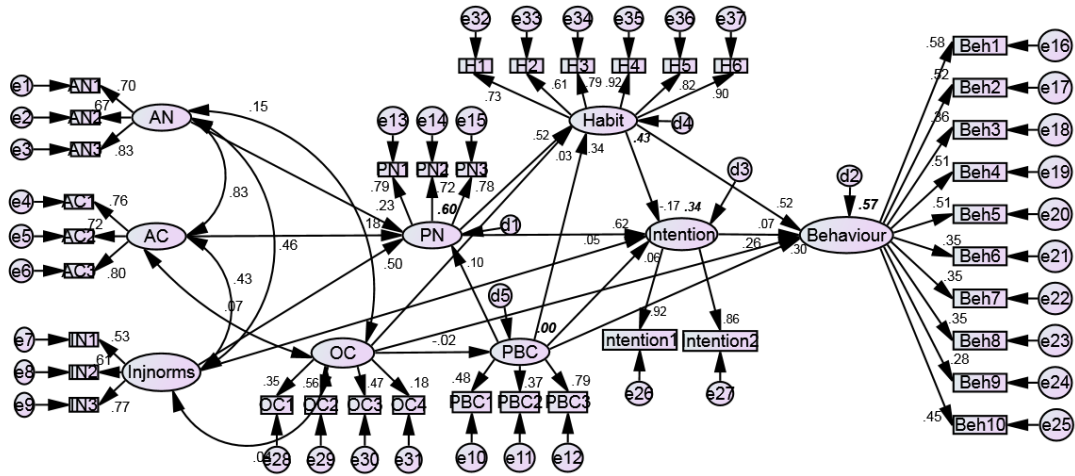 e32 e33 e34 e35 e36 e37
H1 H2 H3 H4 H5 H6
.73 .61 .79 .92 .82 .90
e1 AN1 .70
e2 AN2 .67
e3 AN3 .83
AN
.15
e13 e14 e15
PN1 PN2 PN3
.79 .72 .78
.23 .60
Habit
d4
.43
.52
.03
.34
e4 AC1 .76
e5 AC2 .72
e6 AC3 .80
AC
.83
.18
PN
d1
.46
.50
.10
.43
.07
-.17 .34
d3
.62
.05
.06
Intention
.07
.26
.30
.52
d2
.57
Behaviour
e7 IN1 .53
e8 IN2 .61
e9 IN3 .77
Injnorms
OC
-.02
d5
.00
PBC
.35 .56 .47 .18
OC1 OC2 OC3 OC4
e28 e29 e30 e31
.48 .37 .79
PBC1 PBC2 PBC3
e10 e11 e12
.92 .86
ntention1 ntention2
e26 e27
.58 Beh1 e16
.52 Beh2 e17
Beh3 e18
.51 Beh4 e19
.51 Beh5 e20
.35 Beh6 e21
.35 Beh7 e22
.35 Beh8 e23
.28 Beh9 e24
.45 Beh10 e25